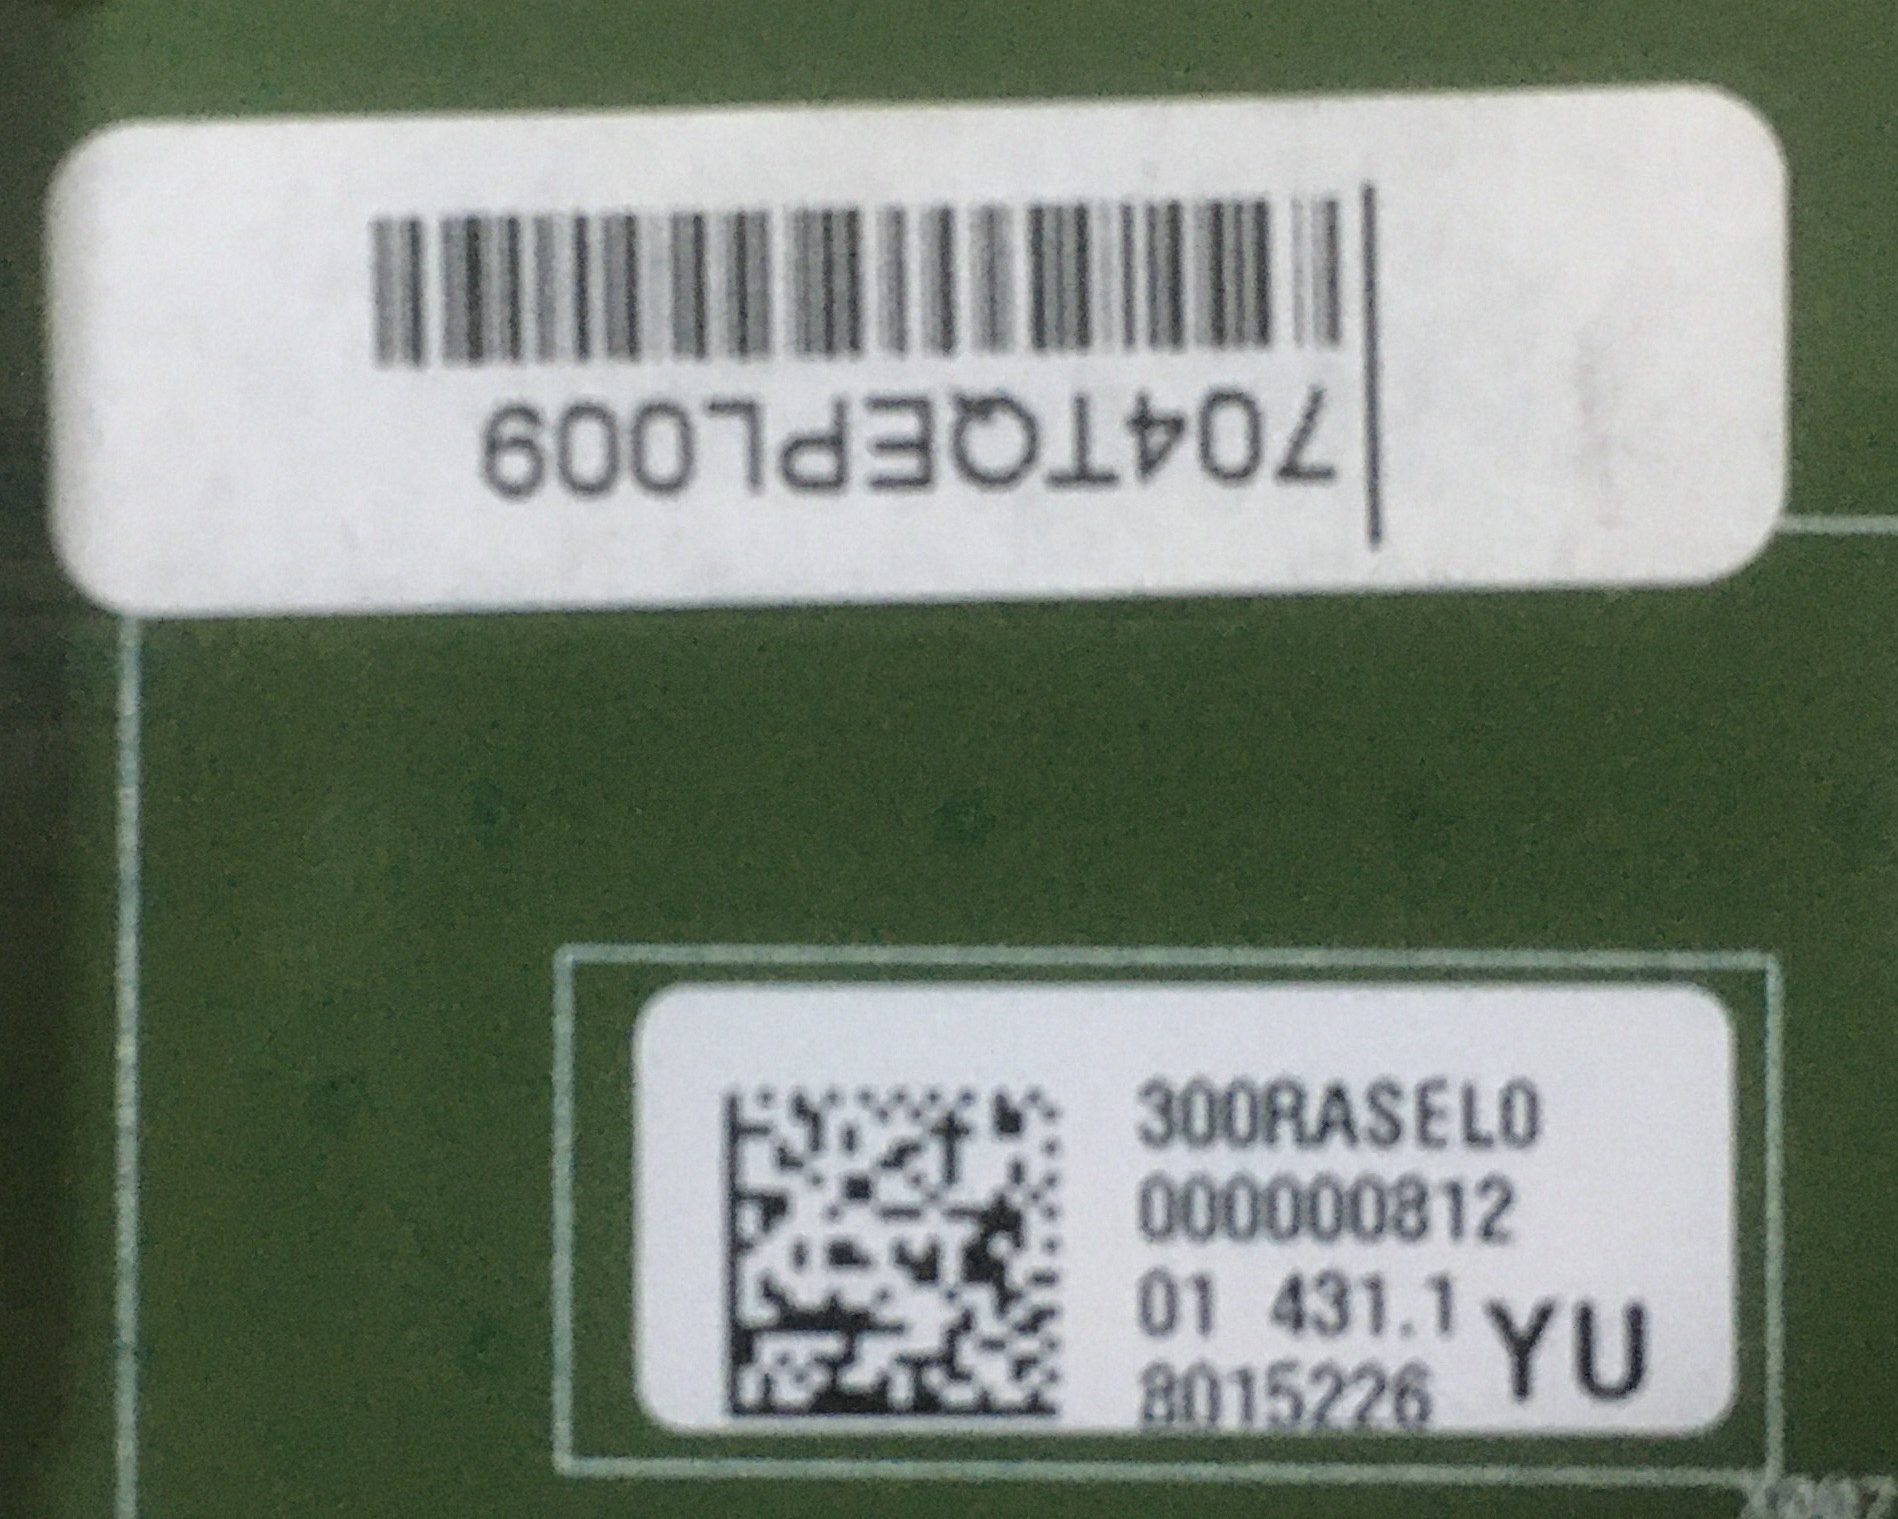 704TQEPL009
300RASEL0
000000812
01 431.1 YU
8015226